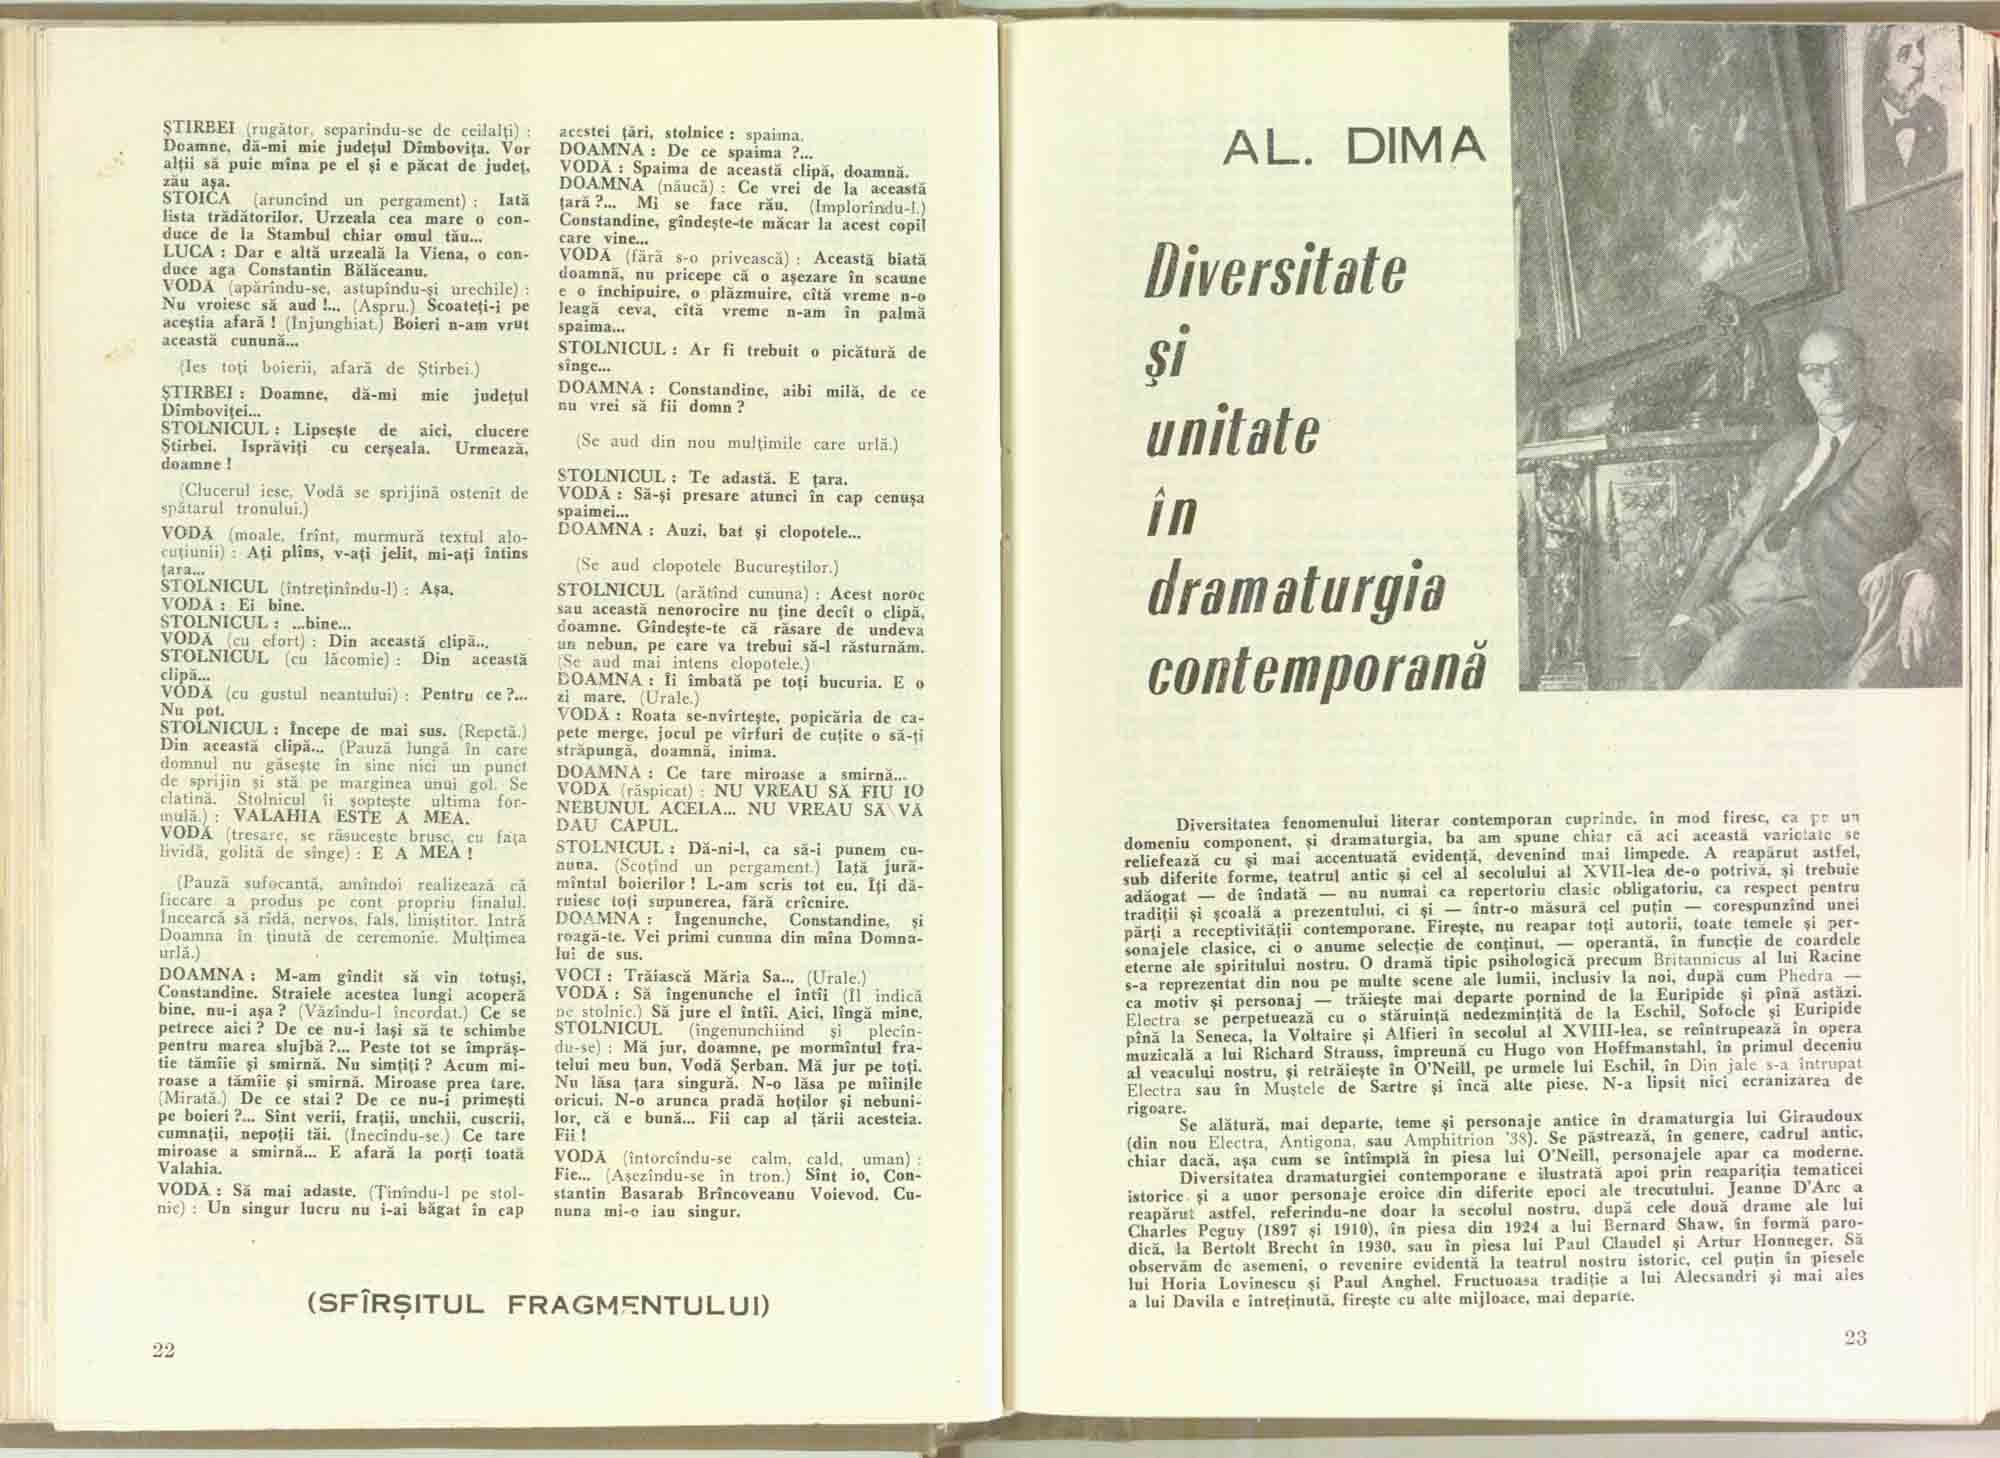 ȘTIRBEI (rugător, separîndu-se de ceilalți) :
Doamne, dă-mi mie județul Dîmbovița. Vor
alții să puie mîna pe el și e păcat de județ,
zău așa.
STOICA (aruncînd un pergament) : Iată
lista trădătorilor. Urzeala cea mare o con-
duce de la Stambul chiar omul tău...
LUCA : Dar e altă urzeală la Viena, o con-
duce aga Constantin Bălăceanu.
VODĂ (apărîndu-se, astupîndu-și urechile) :
Nu vroiesc să aud !... (Aspru.) Scoateți-i pe
aceștia afară ! (Înjunghiat.) Boieri n-am vrut
această cunună...
(Ies toți boierii, afară de Știrbei.)
ȘTIRBEI : Doamne, dă-mi mie județul
Dîmboviței...
STOLNICUL : Lipsește de aici, clucere
Știrbei. Isprăviți cu cerșeala. Urmează,
doamne !
(Clucerul iese, Vodă se sprijină ostenit de
spătarul tronului.)
VODĂ (moale, frînt, murmură textul alo-
cuțiunii) : Ați plîns, v-ați jelit, mi-ați întins
țara...
STOLNICUL (întreținîndu-l) : Așa.
VODĂ : Ei bine.
STOLNICUL : ...bine...
VODĂ (cu efort) : Din această clipă...
STOLNICUL (cu lăcomie) : Din această
clipă...
VODĂ (cu gustul neantului) : Pentru ce ?...
Nu pot.
STOLNICUL : Începe de mai sus. (Repetă.)
Din această clipă... (Pauză lungă în care
domnul nu găsește în sine nici un punct
de sprijin și stă pe marginea unui gol. Se
clatină. Stolnicul îi șoptește ultima for-
mulă.) : VALAHIA ESTE A MEA.
VODĂ (tresare, se răsucește brusc, cu fața
lividă, golită de sînge) : E A MEA !
(Pauză sufocantă, amîndoi realizează că
fiecare a produs pe cont propriu finalul.
Încearcă să rîdă, nervos, fals, liniștitor. Intră
Doamna în ținută de ceremonie. Mulțimea
urlă.)
DOAMNA : M-am gîndit să vin totuși,
Constandine. Straiele acestea lungi acoperă
bine, nu-i așa ? (Văzîndu-l încordat.) Ce se
petrece aici ? De ce nu-i lași să te schimbe
pentru marea slujbă ?... Peste tot se împrăș-
tie tămîie și smirnă. Nu simțiți ? Acum mi-
roase a tămîie și smirnă. Miroase prea tare.
(Mirată.) De ce stai ? De ce nu-i primești
pe boieri ?... Sînt verii, frații, unchii, cuscrii,
cumnații, nepoții tăi. (Înecîndu-se.) Ce tare
miroase a smirnă... E afară la porți toată
Valahia.
VODĂ : Să mai adaste. (Ținîndu-l pe stol-
nic) : Un singur lucru nu i-ai băgat în cap
acestei țări, stolnice : spaima.
DOAMNA : De ce spaima ?...
VODĂ : Spaima de această clipă, doamnă.
DOAMNA (năucă) : Ce vrei de la această
țară ?... Mi se face rău. (Implorîndu-l.)
Constandine, gîndește-te măcar la acest copil
care vine...
VODĂ (fără s-o privească) : Această biată
doamnă, nu pricepe că o așezare în scaune
e o închipuire, o plăzmuire, cîtă vreme n-o
leagă ceva, cîtă vreme n-am în palmă
spaima...
STOLNICUL : Ar fi trebuit o picătură de
sînge...
DOAMNA : Constandine, aibi milă, de ce
nu vrei să fii domn ?
(Se aud din nou mulțimile care urlă.)
STOLNICUL : Te adastă. E țara.
VODĂ : Să-și presare atunci în cap cenușa
spaimei...
DOAMNA : Auzi, bat și clopotele...
(Se aud clopotele Bucureștilor.)
STOLNICUL (arătînd cununa) : Acest noroc
sau această nenorocire nu ține decît o clipă,
doamne. Gîndește-te că răsare de undeva
un nebun, pe care va trebui să-l răsturnăm.
(Se aud mai intens clopotele.)
DOAMNA : Îi îmbată pe toți bucuria. E o
zi mare. (Urale.)
VODĂ : Roata se-nvîrtește, popicăria de ca-
pete merge, jocul pe vîrfuri de cuțite o să-ți
străpungă, doamnă, inima.
DOAMNA : Ce tare miroase a smirnă...
VODĂ (răspicat) : NU VREAU SĂ FIU IO
NEBUNUL ACELA... NU VREAU SĂ VĂ
DAU CAPUL.
STOLNICUL : Dă-ni-l, ca să-i punem cu-
nuna. (Scoțînd un pergament.) Iață jură-
mîntul boierilor ! L-am scris tot eu. Îți dă-
ruiesc toți supunerea, fără crîcnire.
DOAMNA : Îngenunche, Constandine, și
roagă-te. Vei primi cununa din mîna Domnu-
lui de sus.
VOCI : Trăiască Măria Sa... (Urale.)
VODĂ : Să îngenunche el întîi (Îl indică
pe stolnic.) Să jure el întîi. Aici, lîngă mine.
STOLNICUL (îngenunchiind și plecîn-
du-se) : Mă jur, doamne, pe mormîntul fra-
telui meu bun, Vodă Șerban. Mă jur pe toți.
Nu lăsa țara singură. N-o lăsa pe mîinile
oricui. N-o arunca pradă hoților și nebuni-
lor, că e bună... Fii cap al țării acesteia.
Fii !
VODĂ (întorcîndu-se calm, cald, uman) :
Fie... (Așezîndu-se în tron.) Sînt io, Con-
stantin Basarab Brîncoveanu Voievod. Cu-
nuna mi-o iau singur.
(SFÎRȘITUL FRAGMENTULUI)
22
AL. DIMA
Diversitate
și
unitate
în
dramaturgia
contemporană
Diversitatea fenomenului literar contemporan cuprinde, în mod firesc, ca pe un
domeniu component, și dramaturgia, ba am spune chiar că aci această varietate se
reliefează cu și mai accentuată evidență, devenind mai limpede. A reapărut astfel,
sub diferite forme, teatrul antic și cel al secolului al XVII-lea de-o potrivă, și trebuie
adăogat — de îndată — nu numai ca repertoriu clasic obligatoriu, ca respect pentru
tradiții și școală a prezentului, ci și — într-o măsură cel puțin — corespunzînd unei
părți a receptivității contemporane. Firește, nu reapar toți autorii, toate temele și per-
sonajele clasice, ci o anume selecție de conținut, — operantă, în funcție de coardele
eterne ale spiritului nostru. O dramă tipic psihologică precum Britannicus al lui Racine
s-a reprezentat din nou pe multe scene ale lumii, inclusiv la noi, după cum Phedra —
ca motiv și personaj — trăiește mai departe pornind de la Euripide și pînă astăzi.
Electra se perpetuează cu o stăruință nedezmințită de la Eschil, Sofocle și Euripide
pînă la Seneca, la Voltaire și Alfieri în secolul al XVIII-lea, se reîntrupează în opera
muzicală a lui Richard Strauss, împreună cu Hugo von Hoffmanstahl, în primul deceniu
al veacului nostru, și retrăiește în O'Neill, pe urmele lui Eschil, în Din jale s-a întrupat
Electra sau în Muștele de Sartre și încă alte piese. N-a lipsit nici ecranizarea de
rigoare.
Se alătură, mai departe, teme și personaje antice în dramaturgia lui Giraudoux
(din nou Electra, Antigona, sau Amphitrion '38). Se păstrează, în genere, cadrul antic,
chiar dacă, așa cum se întîmplă în piesa lui O'Neill, personajele apar ca moderne.
Diversitatea dramaturgiei contemporane e ilustrată apoi prin reapariția tematicei
istorice și a unor personaje eroice din diferite epoci ale trecutului. Jeanne D'Arc a
reapărut astfel, referindu-ne doar la secolul nostru, după cele două drame ale lui
Charles Peguy (1897 și 1910), în piesa din 1924 a lui Bernard Shaw, în formă paro-
dică, la Bertolt Brecht în 1930, sau în piesa lui Paul Claudel și Artur Honneger. Să
observăm de asemeni, o revenire evidentă la teatrul nostru istoric, cel puțin în piesele
lui Horia Lovinescu și Paul Anghel. Fructuoasa tradiție a lui Alecsandri și mai ales
a lui Davila e întreținută, firește cu alte mijloace, mai departe.
23